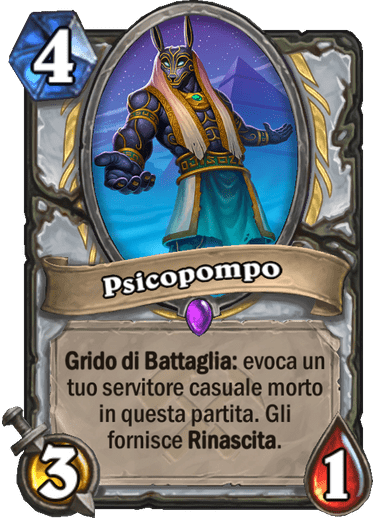 4
Psicopompo
Grido di Battaglia: evoca un
tuo servitore casuale morto
in questa partita. Gli
fornisce Rinascita.
3
1